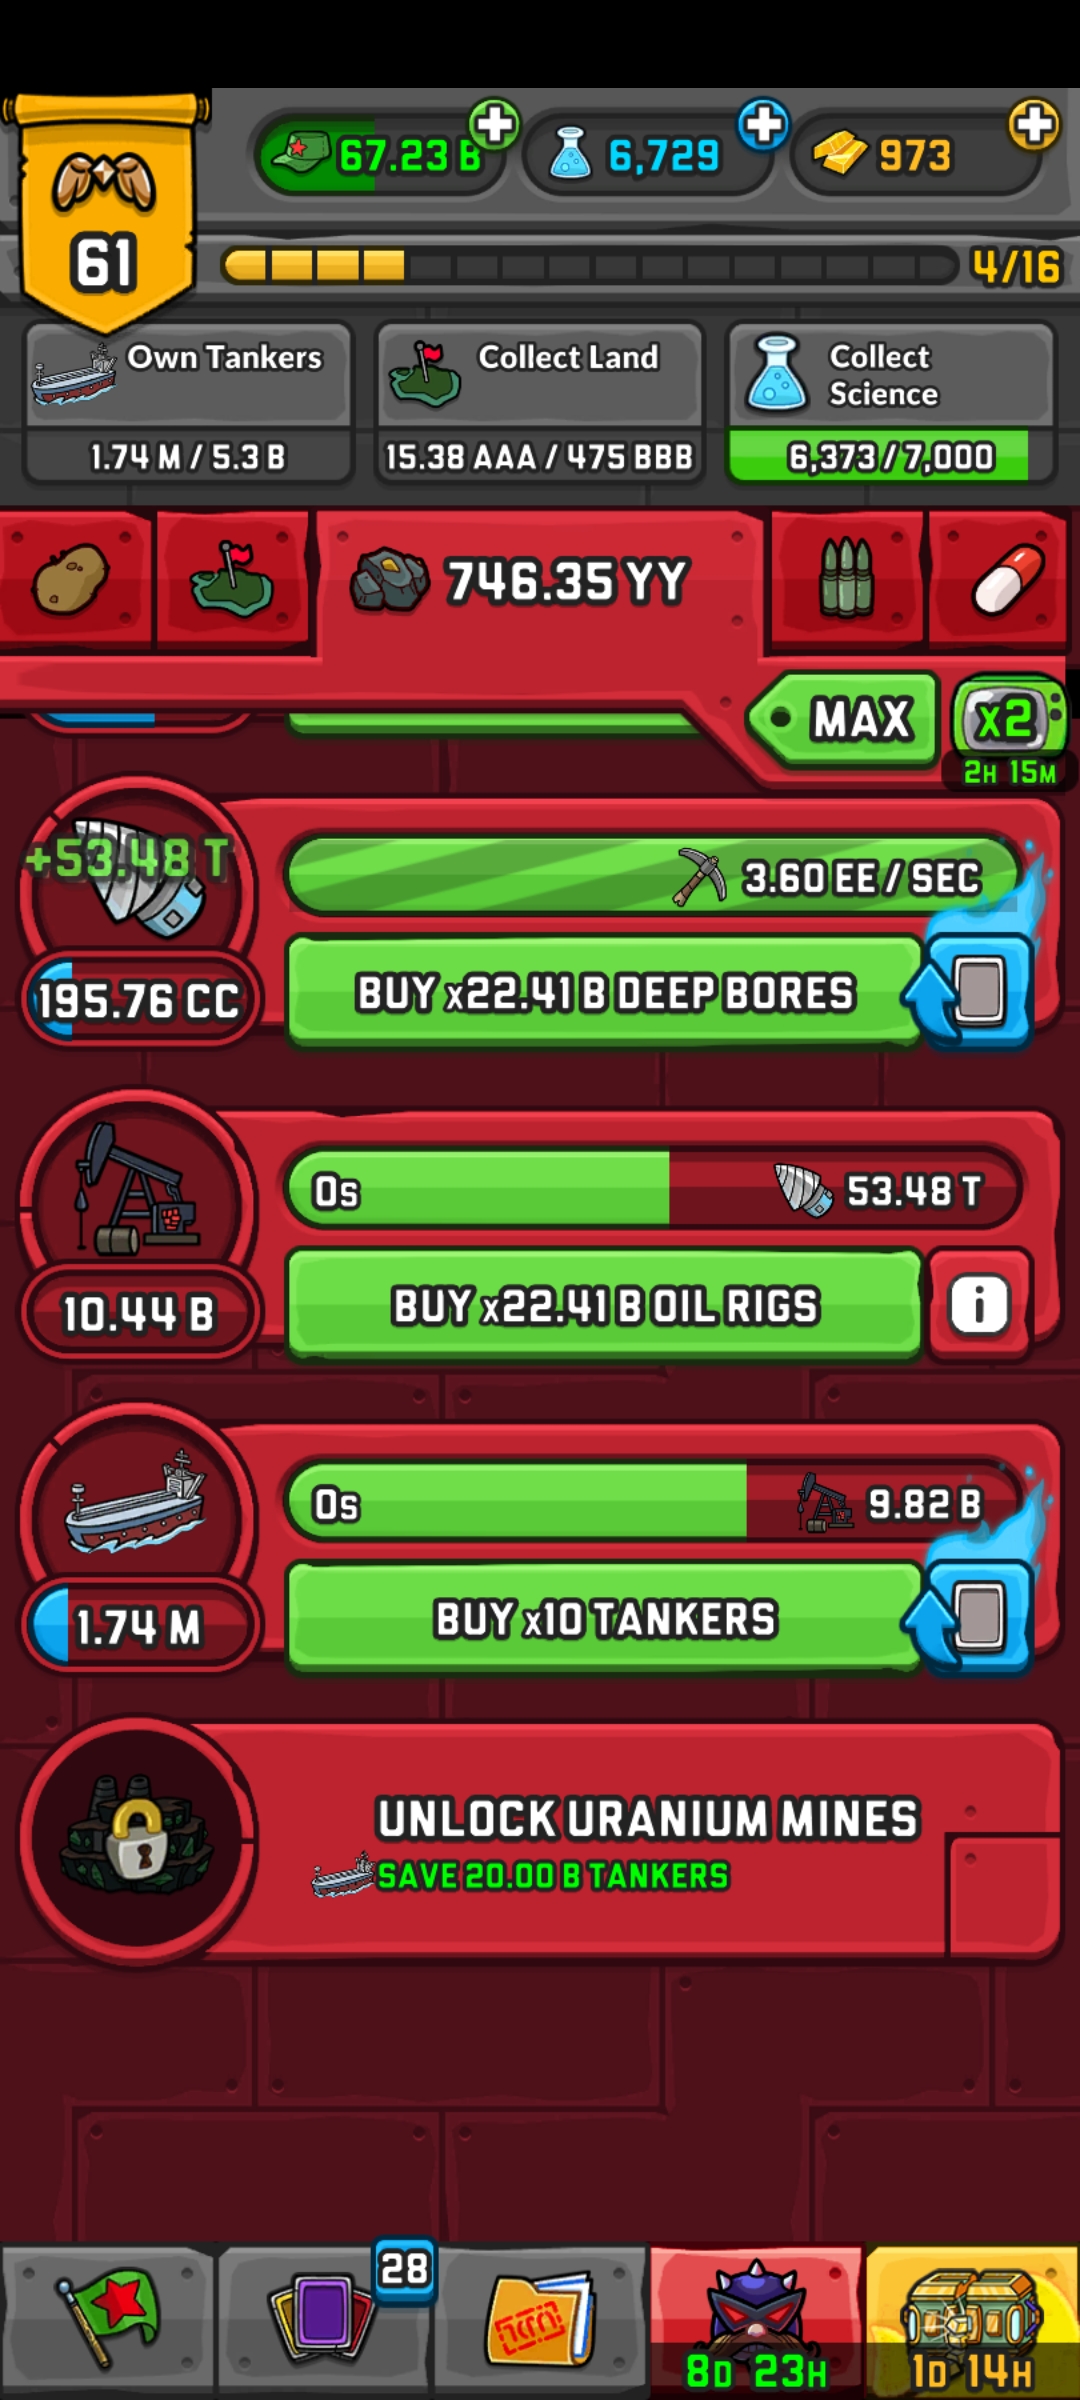 67.23 B
6,729
973
61
4/16
Own Tankers
1.74 M / 5.3 B
Collect Land
15.38 AAA / 475 BBB
Collect
Science
6,373 / 7,000
746.35 YY
MAX
x2
2H 15M
+53.48 T
3.60 EE / SEC
195.76 CC
BUY x22.41 B DEEP BORES
0s
53.48 T
10.44 B
BUY x22.41 B OIL RIGS
i
0s
9.82 B
1.74 M
BUY x10 TANKERS
UNLOCK URANIUM MINES
SAVE 20.00 B TANKERS
28
8D 23H
1D 14H